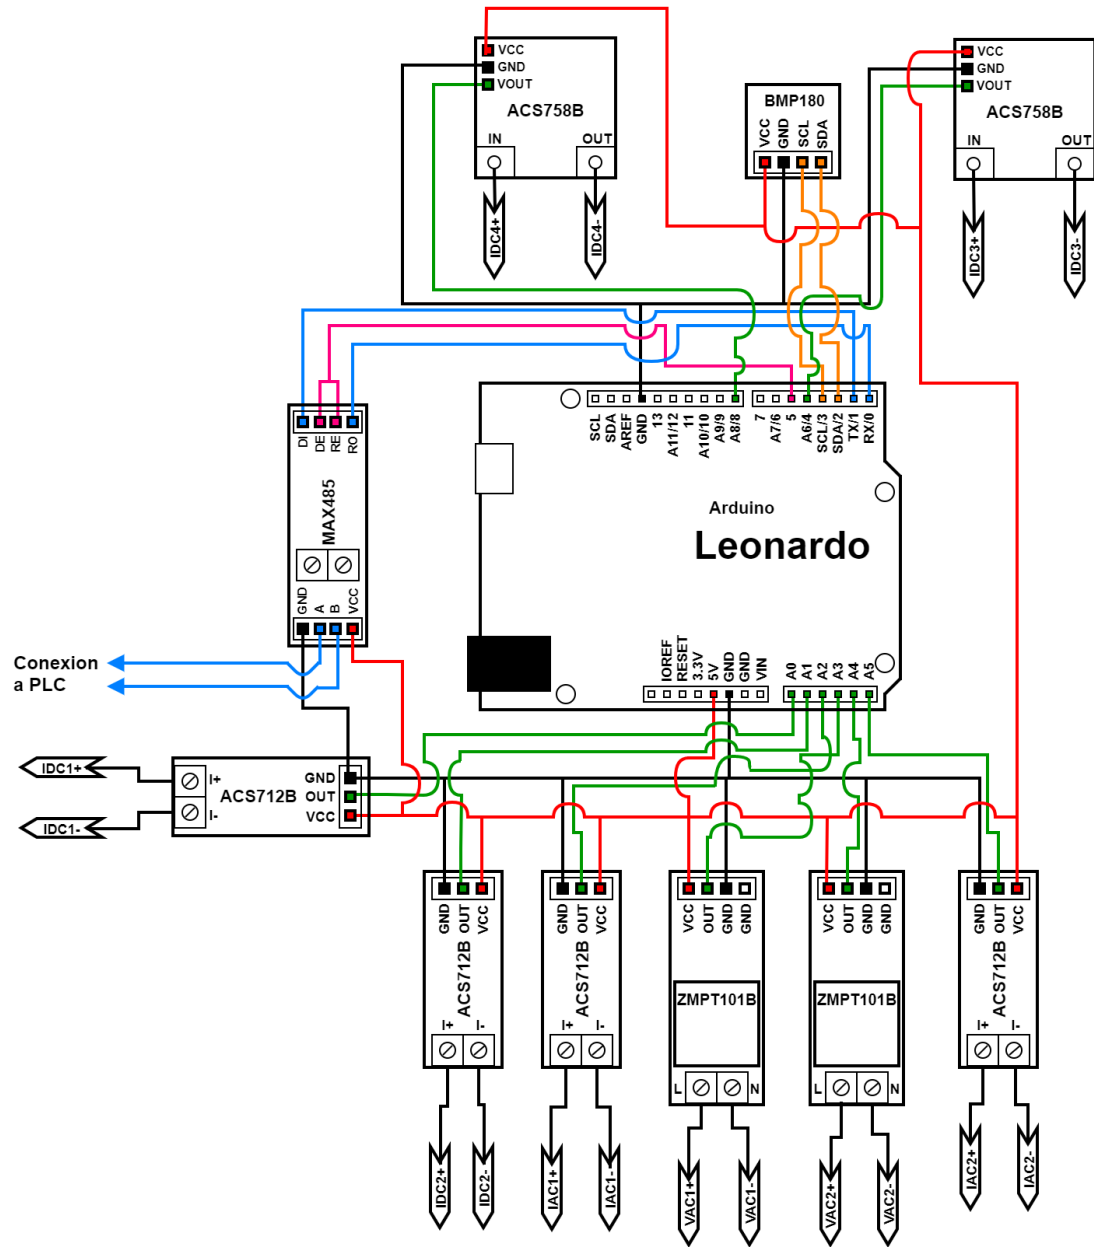 VCC
GND
VOUT
ACS758B
IN
OUT
IDC4+
IDC4-
BMP180
VCC
GND
SCL
SDA
VCC
GND
VOUT
ACS758B
IN
OUT
IDC3+
IDC3-
DI
DE
RE
RO
MAX485
GND
A
B
VCC
Conexion
a PLC
SCL
SDA
AREF
GND
13
A11/12
11
A10/10
A9/9
A8/8
7
A7/6
5
A6/4
SCL/3
SDA/2
TX/1
RX/0
Arduino
Leonardo
IOREF
RESET
3.3V
5V
GND
GND
VIN
A0
A1
A2
A3
A4
A5
IDC1+
IDC1-
I+
I-
ACS712B
GND
OUT
VCC
GND
OUT
VCC
ACS712B
I+
I-
IDC2+
IDC2-
GND
OUT
VCC
ACS712B
I+
I-
IAC1+
IAC1-
VCC
OUT
GND
GND
ZMPT101B
L
N
VAC1+
VAC1-
VCC
OUT
GND
GND
ZMPT101B
L
N
VAC2+
VAC2-
GND
OUT
VCC
ACS712B
I+
I-
IAC2+
IAC2-